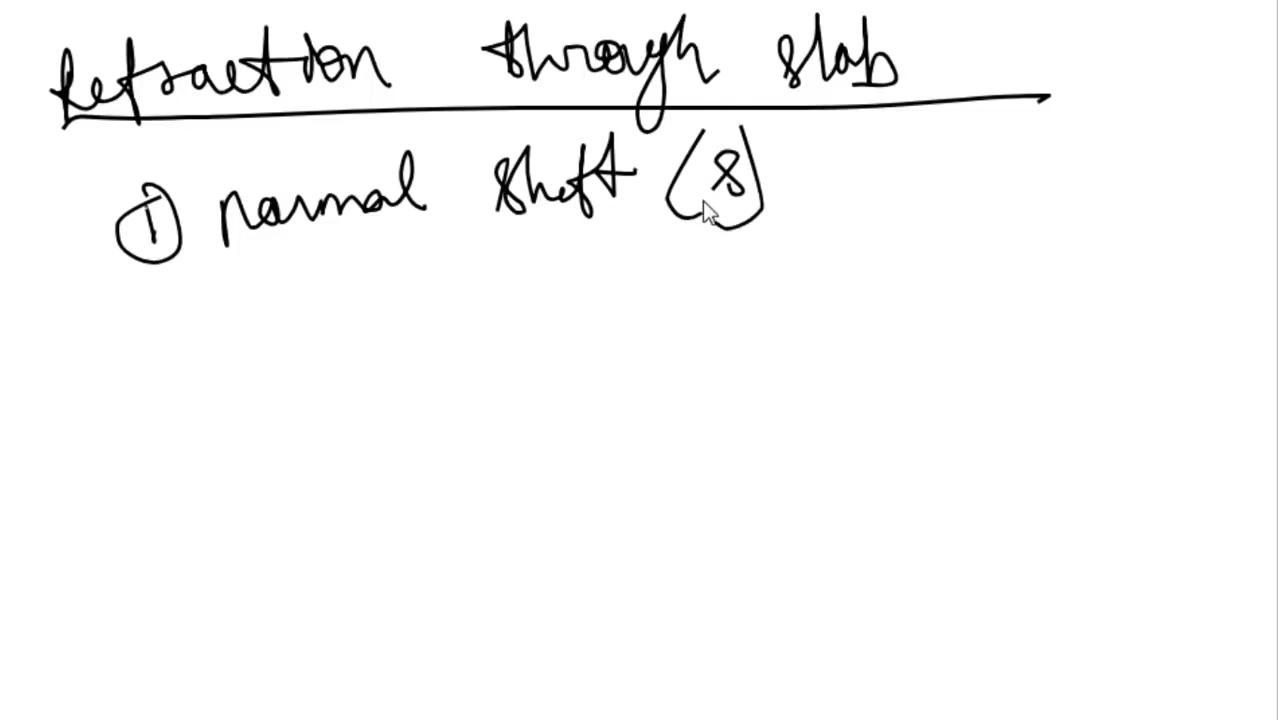 Refraction through slab
① normal shift (s)